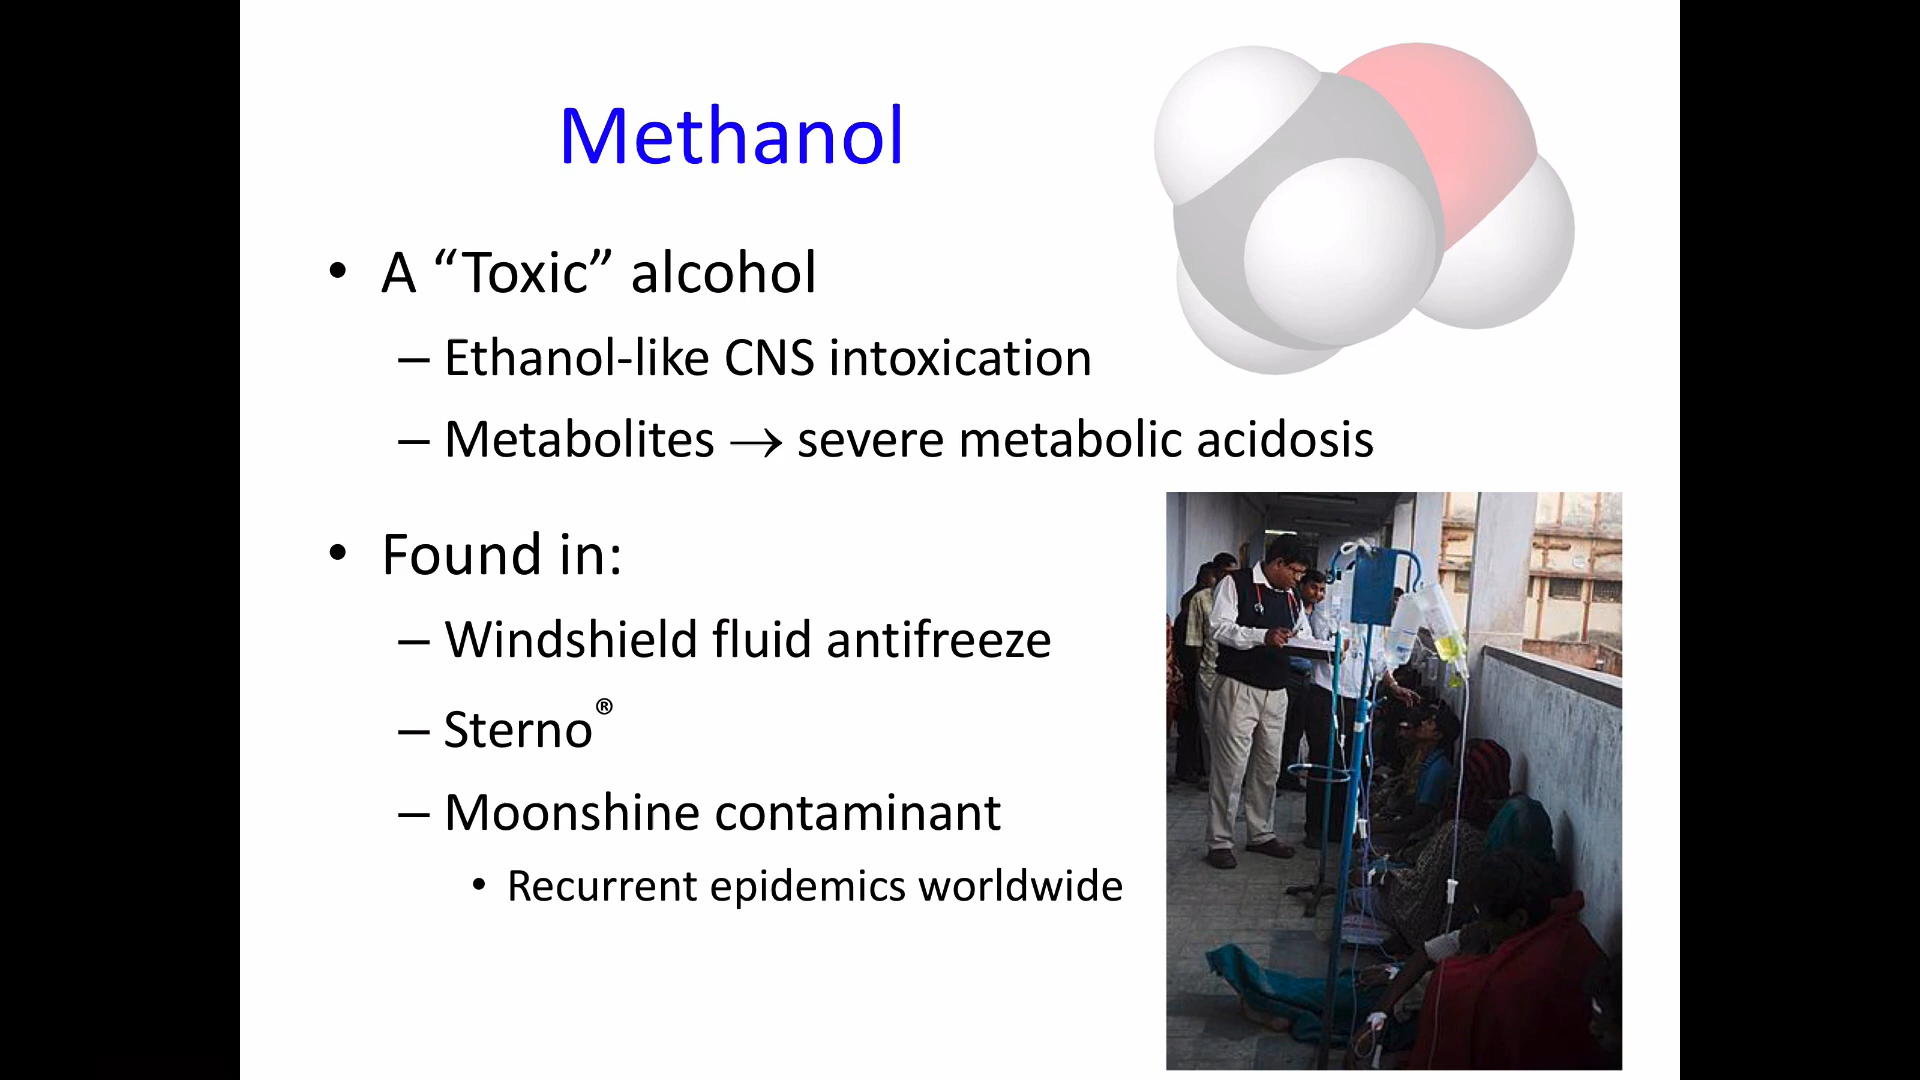 Methanol
• A “Toxic” alcohol
– Ethanol-like CNS intoxication
– Metabolites → severe metabolic acidosis
• Found in:
– Windshield fluid antifreeze
– Sterno®
– Moonshine contaminant
• Recurrent epidemics worldwide